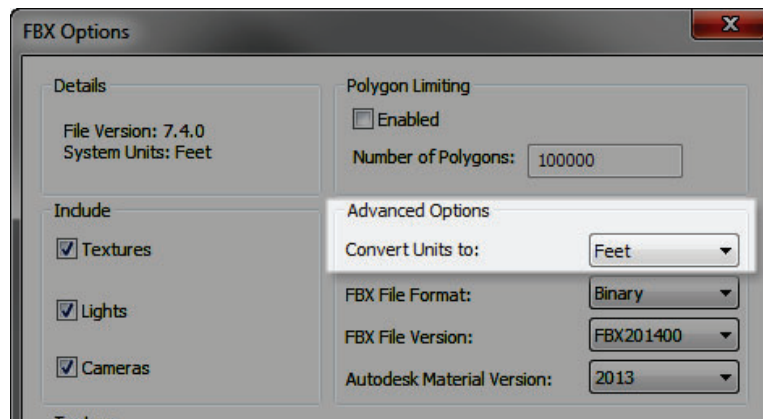 FBX Options
Details
File Version: 7.4.0
System Units: Feet
Polygon Limiting
Enabled
Number of Polygons: 100000
Include
Textures
Lights
Cameras
Advanced Options
Convert Units to: Feet
FBX File Format: Binary
FBX File Version: FBX201400
Autodesk Material Version: 2013